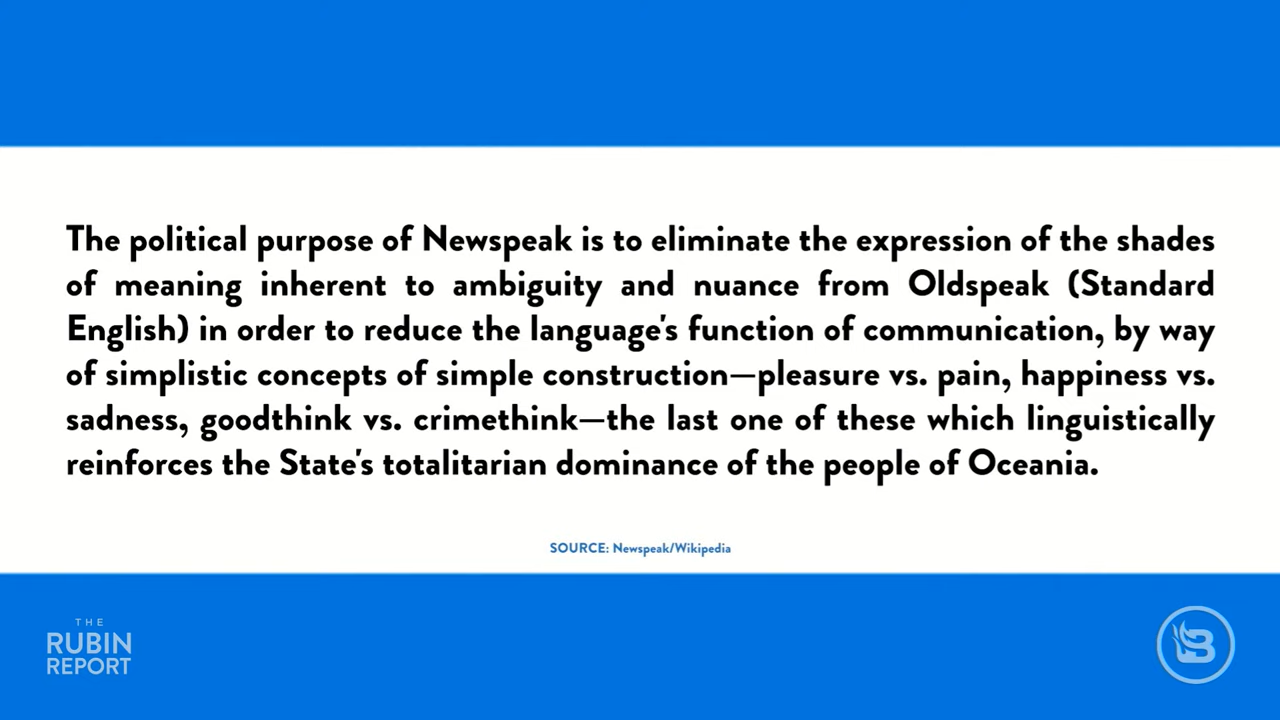 The political purpose of Newspeak is to eliminate the expression of the shades
of meaning inherent to ambiguity and nuance from Oldspeak (Standard
English) in order to reduce the language's function of communication, by way
of simplistic concepts of simple construction—pleasure vs. pain, happiness vs.
sadness, goodthink vs. crimethink—the last one of these which linguistically
reinforces the State's totalitarian dominance of the people of Oceania.
SOURCE: Newspeak/Wikipedia
THE
RUBIN
REPORT
B